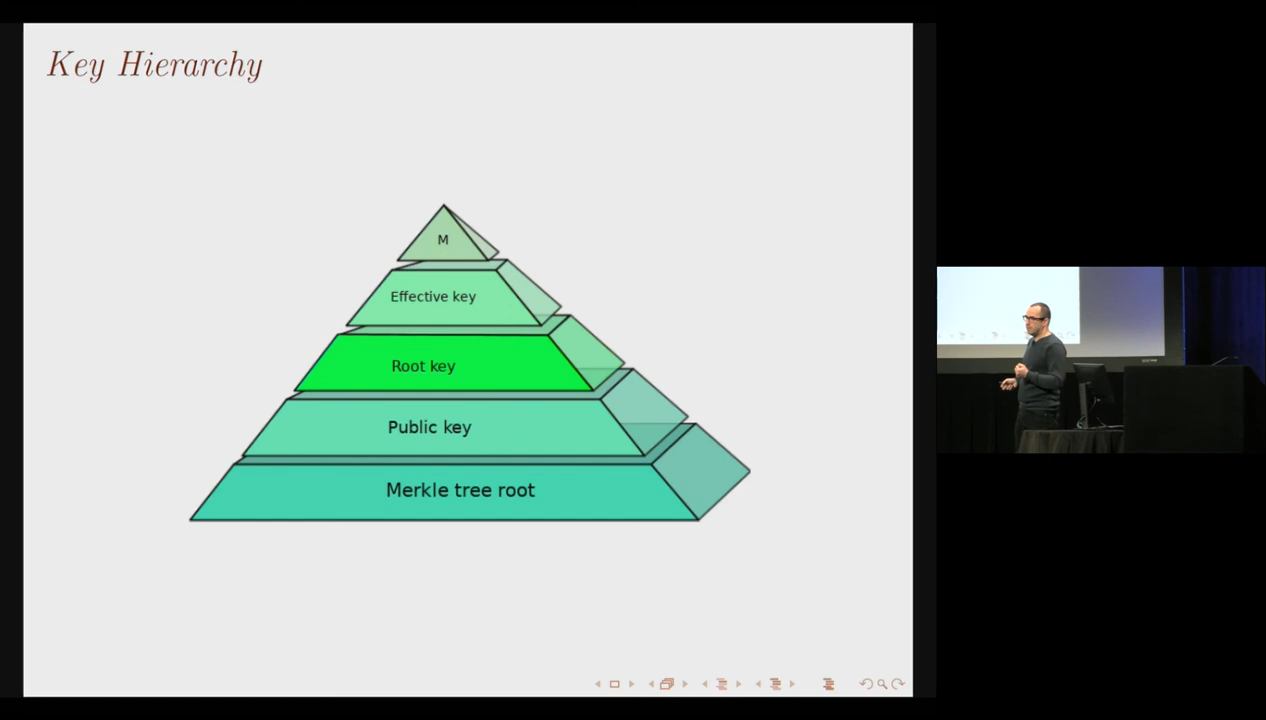 Key Hierarchy
M
Effective key
Root key
Public key
Merkle tree root